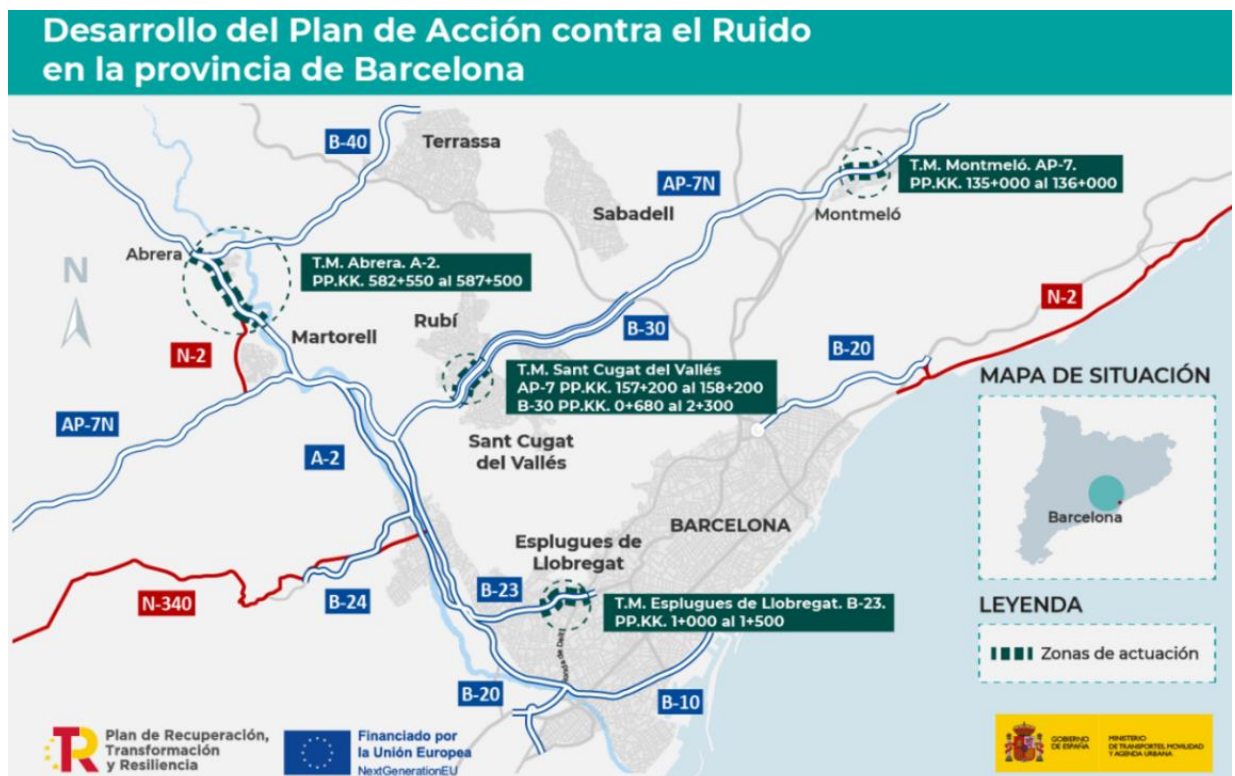 Desarrollo del Plan de Acción contra el Ruido
en la provincia de Barcelona
B-40
Terrassa
AP-7N
T.M. Montmeló. AP-7.
PP.KK. 135+000 al 136+000
Sabadell
Montmeló
Abrera
T.M. Abrera. A-2.
PP.KK. 582+550 al 587+500
N
N-2
Rubí
Martorell
B-30
N-2
B-20
T.M. Sant Cugat del Vallés
AP-7 PP.KK. 157+200 al 158+200
B-30 PP.KK. 0+680 al 2+300
MAPA DE SITUACIÓN
AP-7N
A-2
Sant Cugat
del Vallés
Barcelona
BARCELONA
Esplugues de
Llobregat
N-340
B-24
B-23
T.M. Esplugues de Llobregat. B-23.
PP.KK. 1+000 al 1+500
LEYENDA
Zonas de actuación
Ronda de Dalt
B-20
B-10
TR
Plan de Recuperación,
Transformación
y Resiliencia
Financiado por
la Unión Europea
NextGenerationEU
GOBIERNO
DE ESPAÑA
MINISTERIO
DE TRANSPORTES, MOVILIDAD
Y AGENDA URBANA